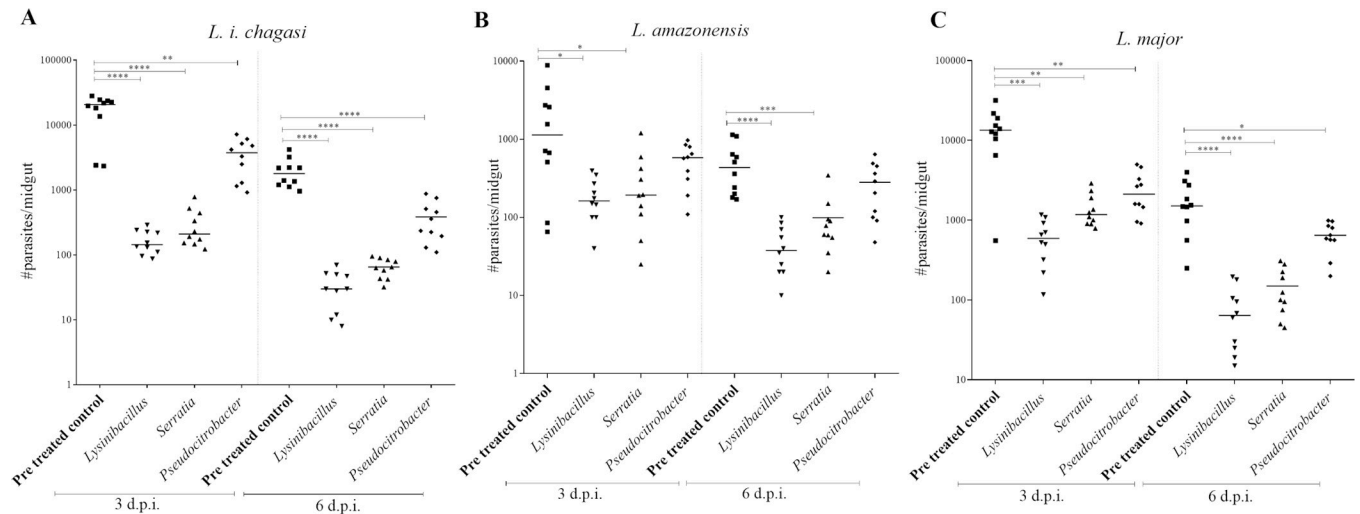 A
L. i. chagasi
#parasites/midgut
100000
10000
1000
100
10
1
**
****
****
****
****
****
Pre treated control
Lysinibacillus
Serratia
Pseudocitrobacter
Pre treated control
Lysinibacillus
Serratia
Pseudocitrobacter
3 d.p.i.
6 d.p.i.
B
L. amazonensis
#parasites/midgut
10000
1000
100
10
1
*
*
***
****
Pre treated control
Lysinibacillus
Serratia
Pseudocitrobacter
Pre treated control
Lysinibacillus
Serratia
Pseudocitrobacter
3 d.p.i.
6 d.p.i.
C
L. major
#parasites/midgut
100000
10000
1000
100
10
**
**
***
*
****
****
Pre treated control
Lysinibacillus
Serratia
Pseudocitrobacter
Pre treated control
Lysinibacillus
Serratia
Pseudocitrobacter
3 d.p.i.
6 d.p.i.